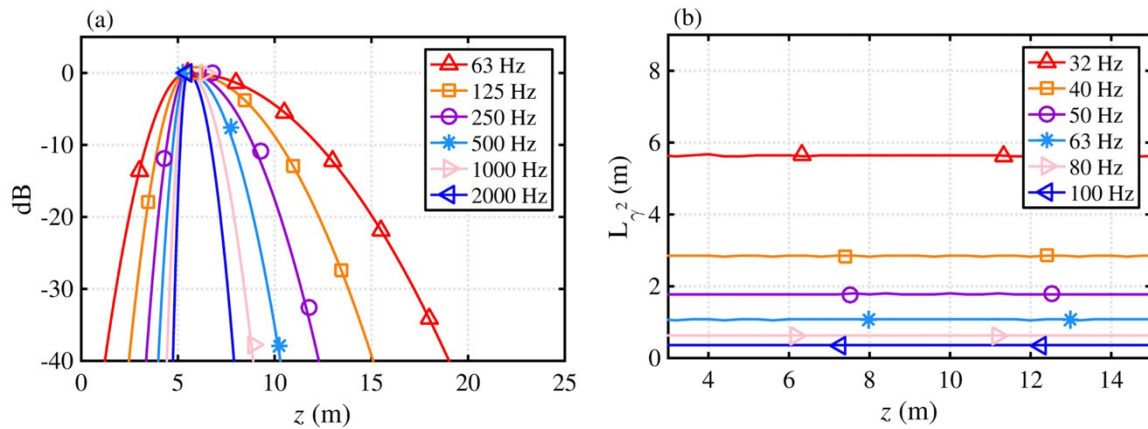 (a)
dB
0
-10
-20
-30
-40
0 5 10 15 20 25
z (m)
63 Hz
125 Hz
250 Hz
500 Hz
1000 Hz
2000 Hz
(b)
Lγ² (m)
8
6
4
2
0
4 6 8 10 12 14
z (m)
32 Hz
40 Hz
50 Hz
63 Hz
80 Hz
100 Hz